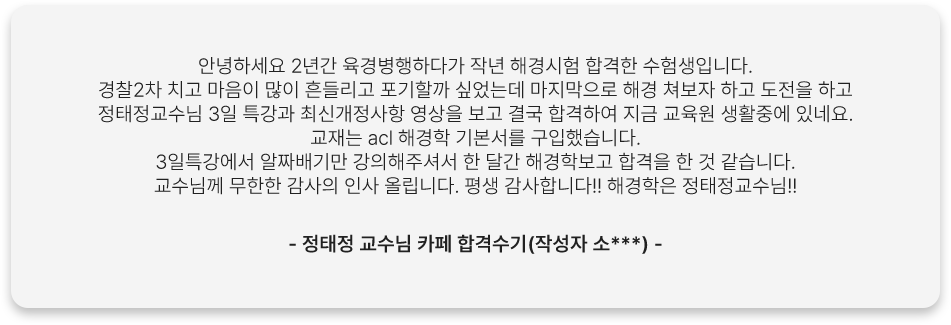 안녕하세요 2년간 육경병행하다가 작년 해경시험 합격한 수험생입니다.
경찰2차 치고 마음이 많이 흔들리고 포기할까 싶었는데 마지막으로 해경 쳐보자 하고 도전을 하고
정태정교수님 3일 특강과 최신개정사항 영상을 보고 결국 합격하여 지금 교육원 생활중에 있네요.
교재는 acl 해경학 기본서를 구입했습니다.
3일특강에서 알짜배기만 강의해주셔서 한 달간 해경학보고 합격을 한 것 같습니다.
교수님께 무한한 감사의 인사 올립니다. 평생 감사합니다!! 해경학은 정태정교수님!!
- 정태정 교수님 카페 합격수기(작성자 소***) -